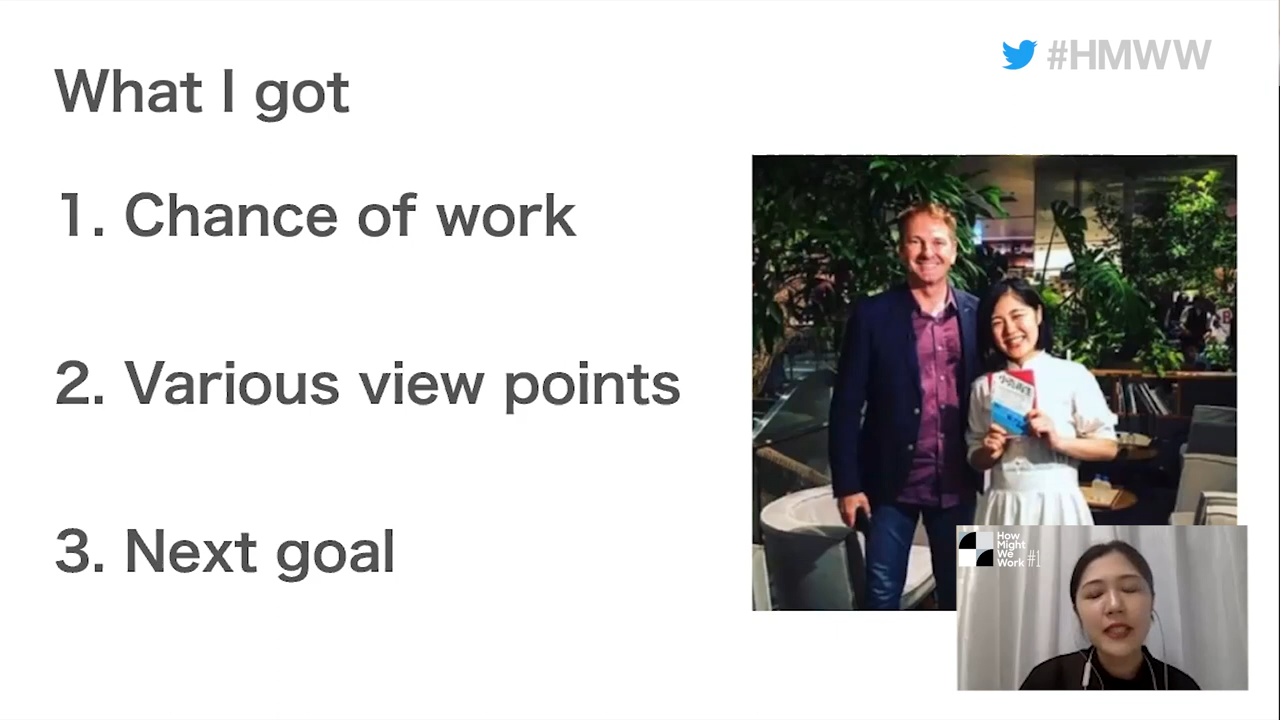 What I got
#HMWW
1. Chance of work
2. Various view points
3. Next goal
How
Might
We
Work #1